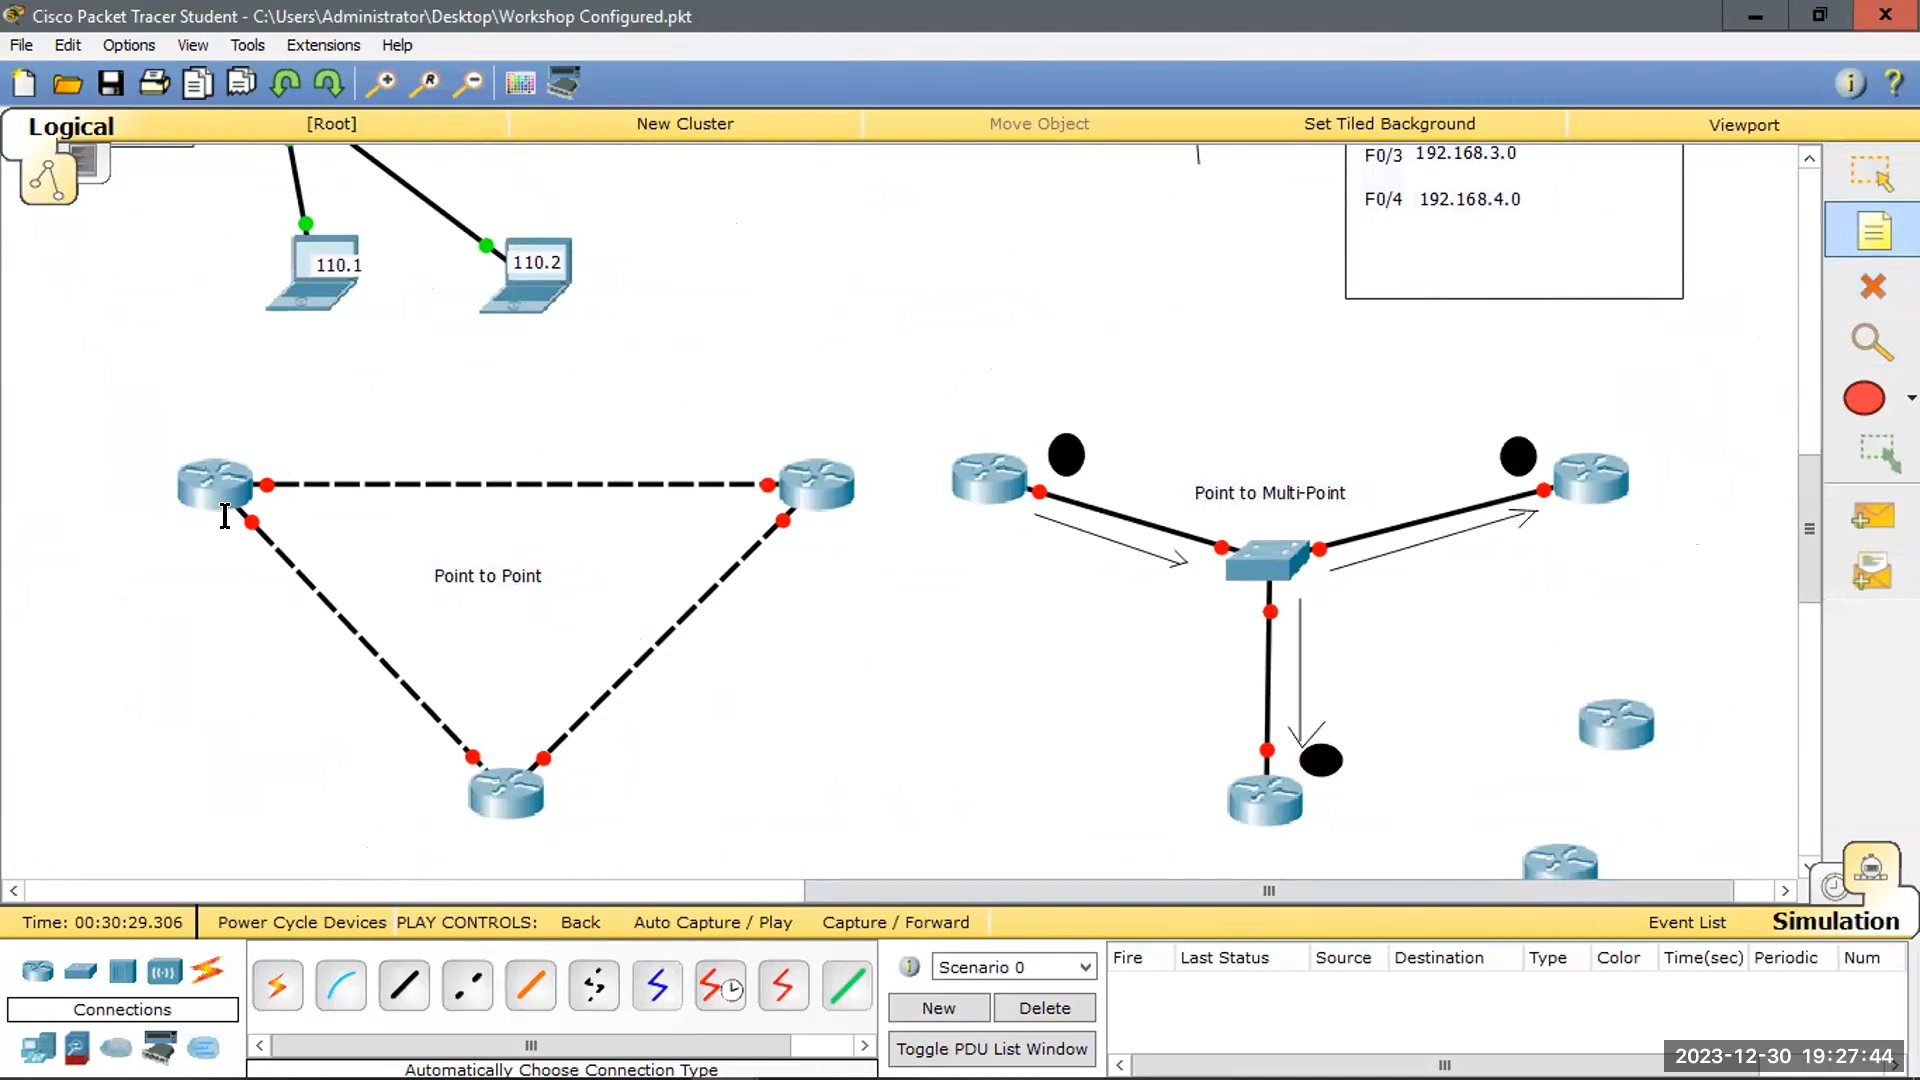 Cisco Packet Tracer Student - C:\Users\Administrator\Desktop\Workshop Configured.pkt
File Edit Options View Tools Extensions Help
Logical [Root] New Cluster Move Object Set Tiled Background Viewport
F0/3 192.168.3.0
F0/4 192.168.4.0
110.1
110.2
Point to Multi-Point
Point to Point
Time: 00:30:29.306 Power Cycle Devices PLAY CONTROLS: Back Auto Capture / Play Capture / Forward Event List Simulation
Scenario 0
Fire Last Status Source Destination Type Color Time(sec) Periodic Num
Connections
New Delete
Toggle PDU List Window
Automatically Choose Connection Type
2023-12-30 19:27:44